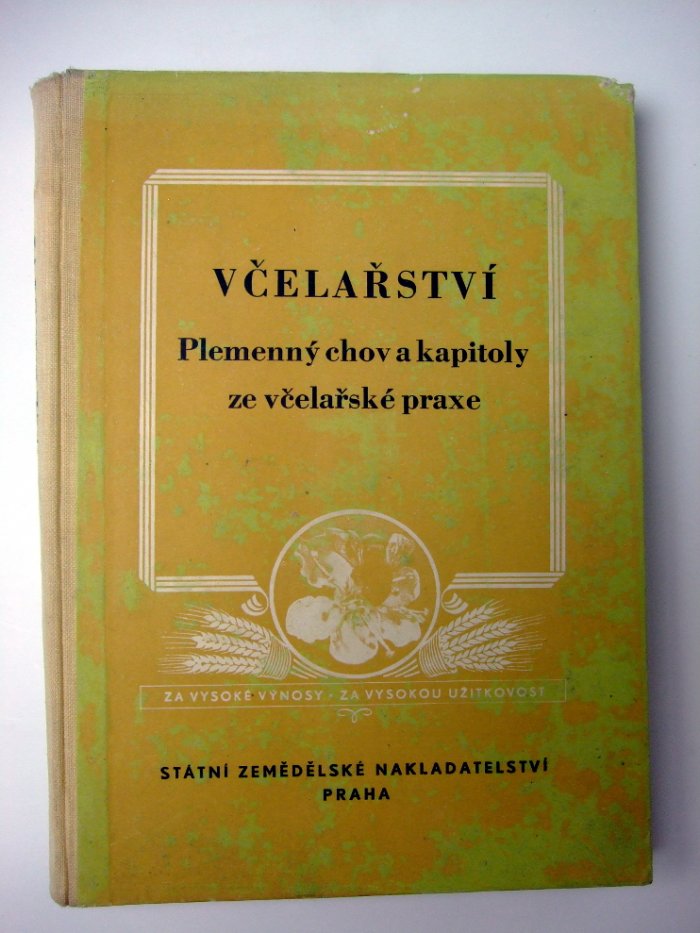 VČELAŘSTVÍ
Plemenný chov a kapitoly
ze včelařské praxe
ZA VYSOKÉ VÝNOSY · ZA VYSOKOU UŽITKOVOST
STÁTNÍ ZEMĚDĚLSKÉ NAKLADATELSTVÍ
PRAHA